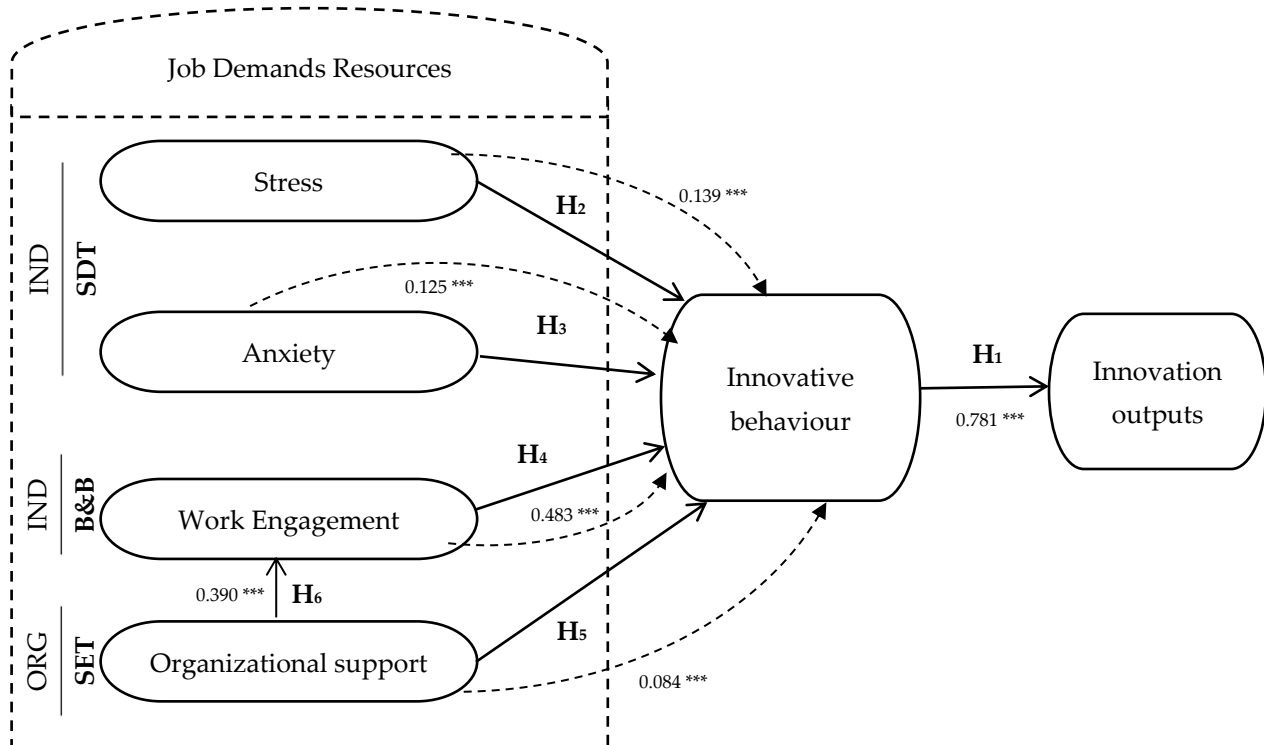 Job Demands Resources
IND
SDT
Stress
H2
0.139 ***
0.125 ***
Anxiety
H3
Innovative
behaviour
H1
0.781 ***
Innovation
outputs
IND
B&B
Work Engagement
H4
0.483 ***
0.390 ***
H6
ORG
SET
Organizational support
H5
0.084 ***